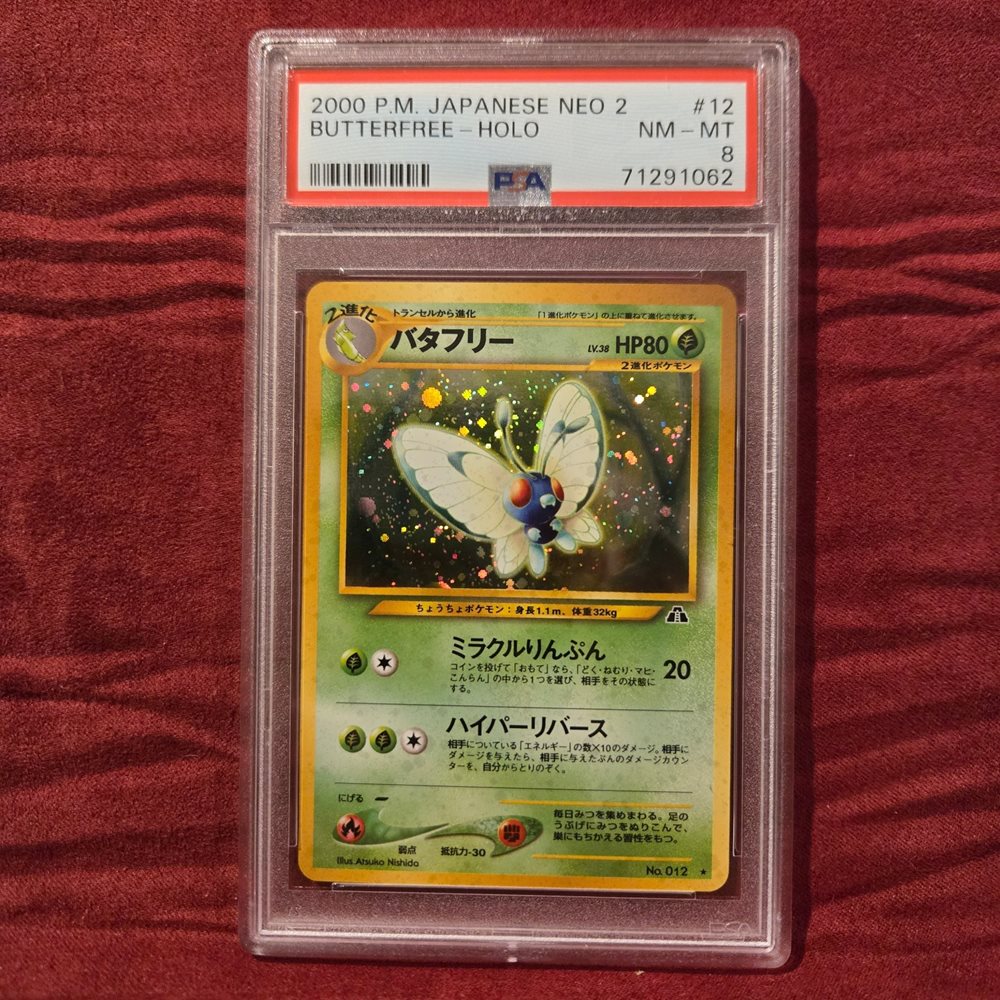 2000 P.M. JAPANESE NEO 2 #12
BUTTERFREE - HOLO NM - MT
8
PSA 71291062
2進化
トランセルから進化 「1進化ポケモン」の上に重ねて進化させます。
バタフリー LV.38 HP80
2進化ポケモン
ちょうちょポケモン：身長1.1m、体重32kg
ミラクルりんぷん 20
コインを投げて「おもて」なら、「どく・ねむり・マヒ・
こんらん」の中から1つを選び、相手をその状態に
する。
ハイパーリバース
相手についている「エネルギー」の数×10のダメージ。相手に
ダメージを与えたら、相手に与えたぶんのダメージカウン
ターを、自分からとりのぞく。
にげる
毎日みつを集めまわる。足の
うぶげにみつをぬりこんで、
巣にもちかえる習性をもつ。
弱点 抵抗力-30
Illus. Atsuko Nishida
No. 012 ★